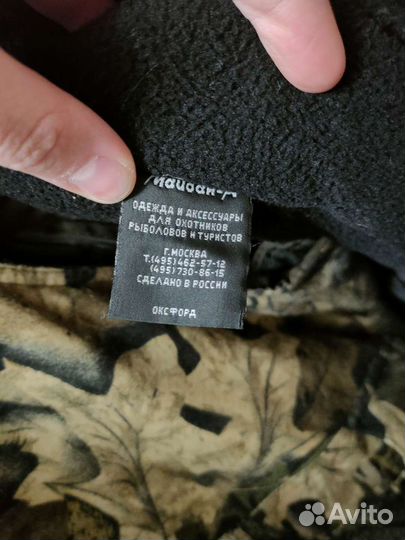 ОДЕЖДА И АКСЕССУАРЫ
ДЛЯ ОХОТНИКОВ
РЫБОЛОВОВ И ТУРИСТОВ
Г.МОСКВА
Т.(495)462-57-12
(495)730-86-15
СДЕЛАНО В РОССИИ
ОКСФОРД
Avito